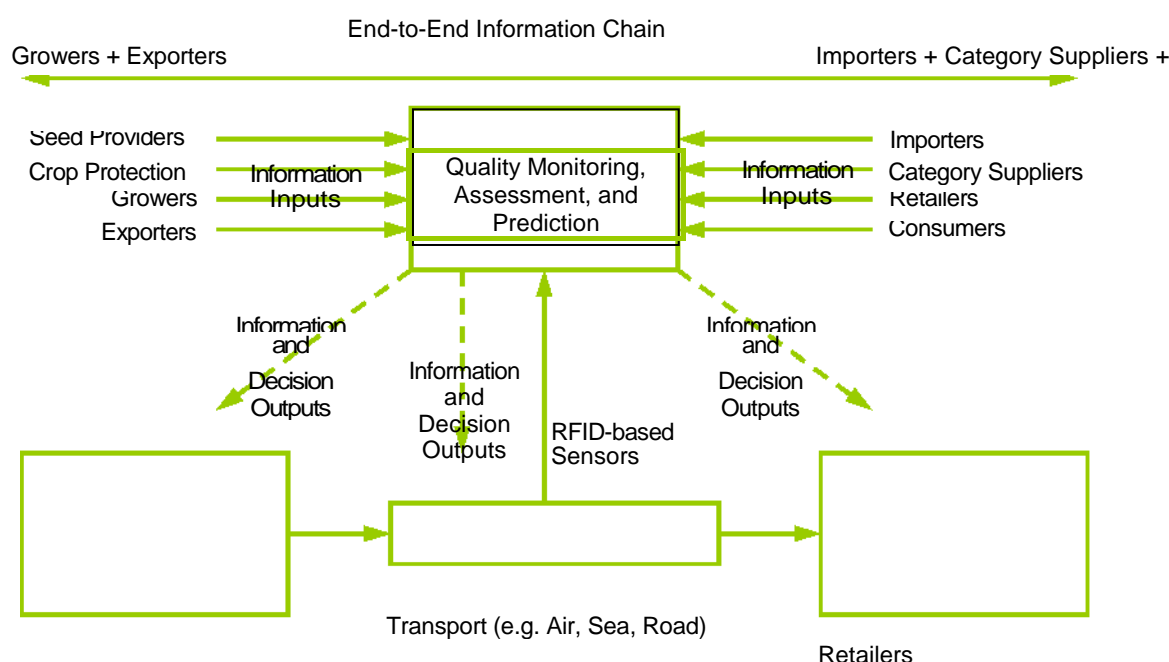 End-to-End Information Chain
Growers + Exporters
Importers + Category Suppliers +
Seed Providers
Crop Protection
Growers
Exporters
Information
Inputs
Quality Monitoring,
Assessment, and
Prediction
Information
Inputs
Importers
Category Suppliers
Retailers
Consumers
Information
and
Decision
Outputs
Information
and
Decision
Outputs
RFID-based
Sensors
Information
and
Decision
Outputs
Transport (e.g. Air, Sea, Road)
Retailers